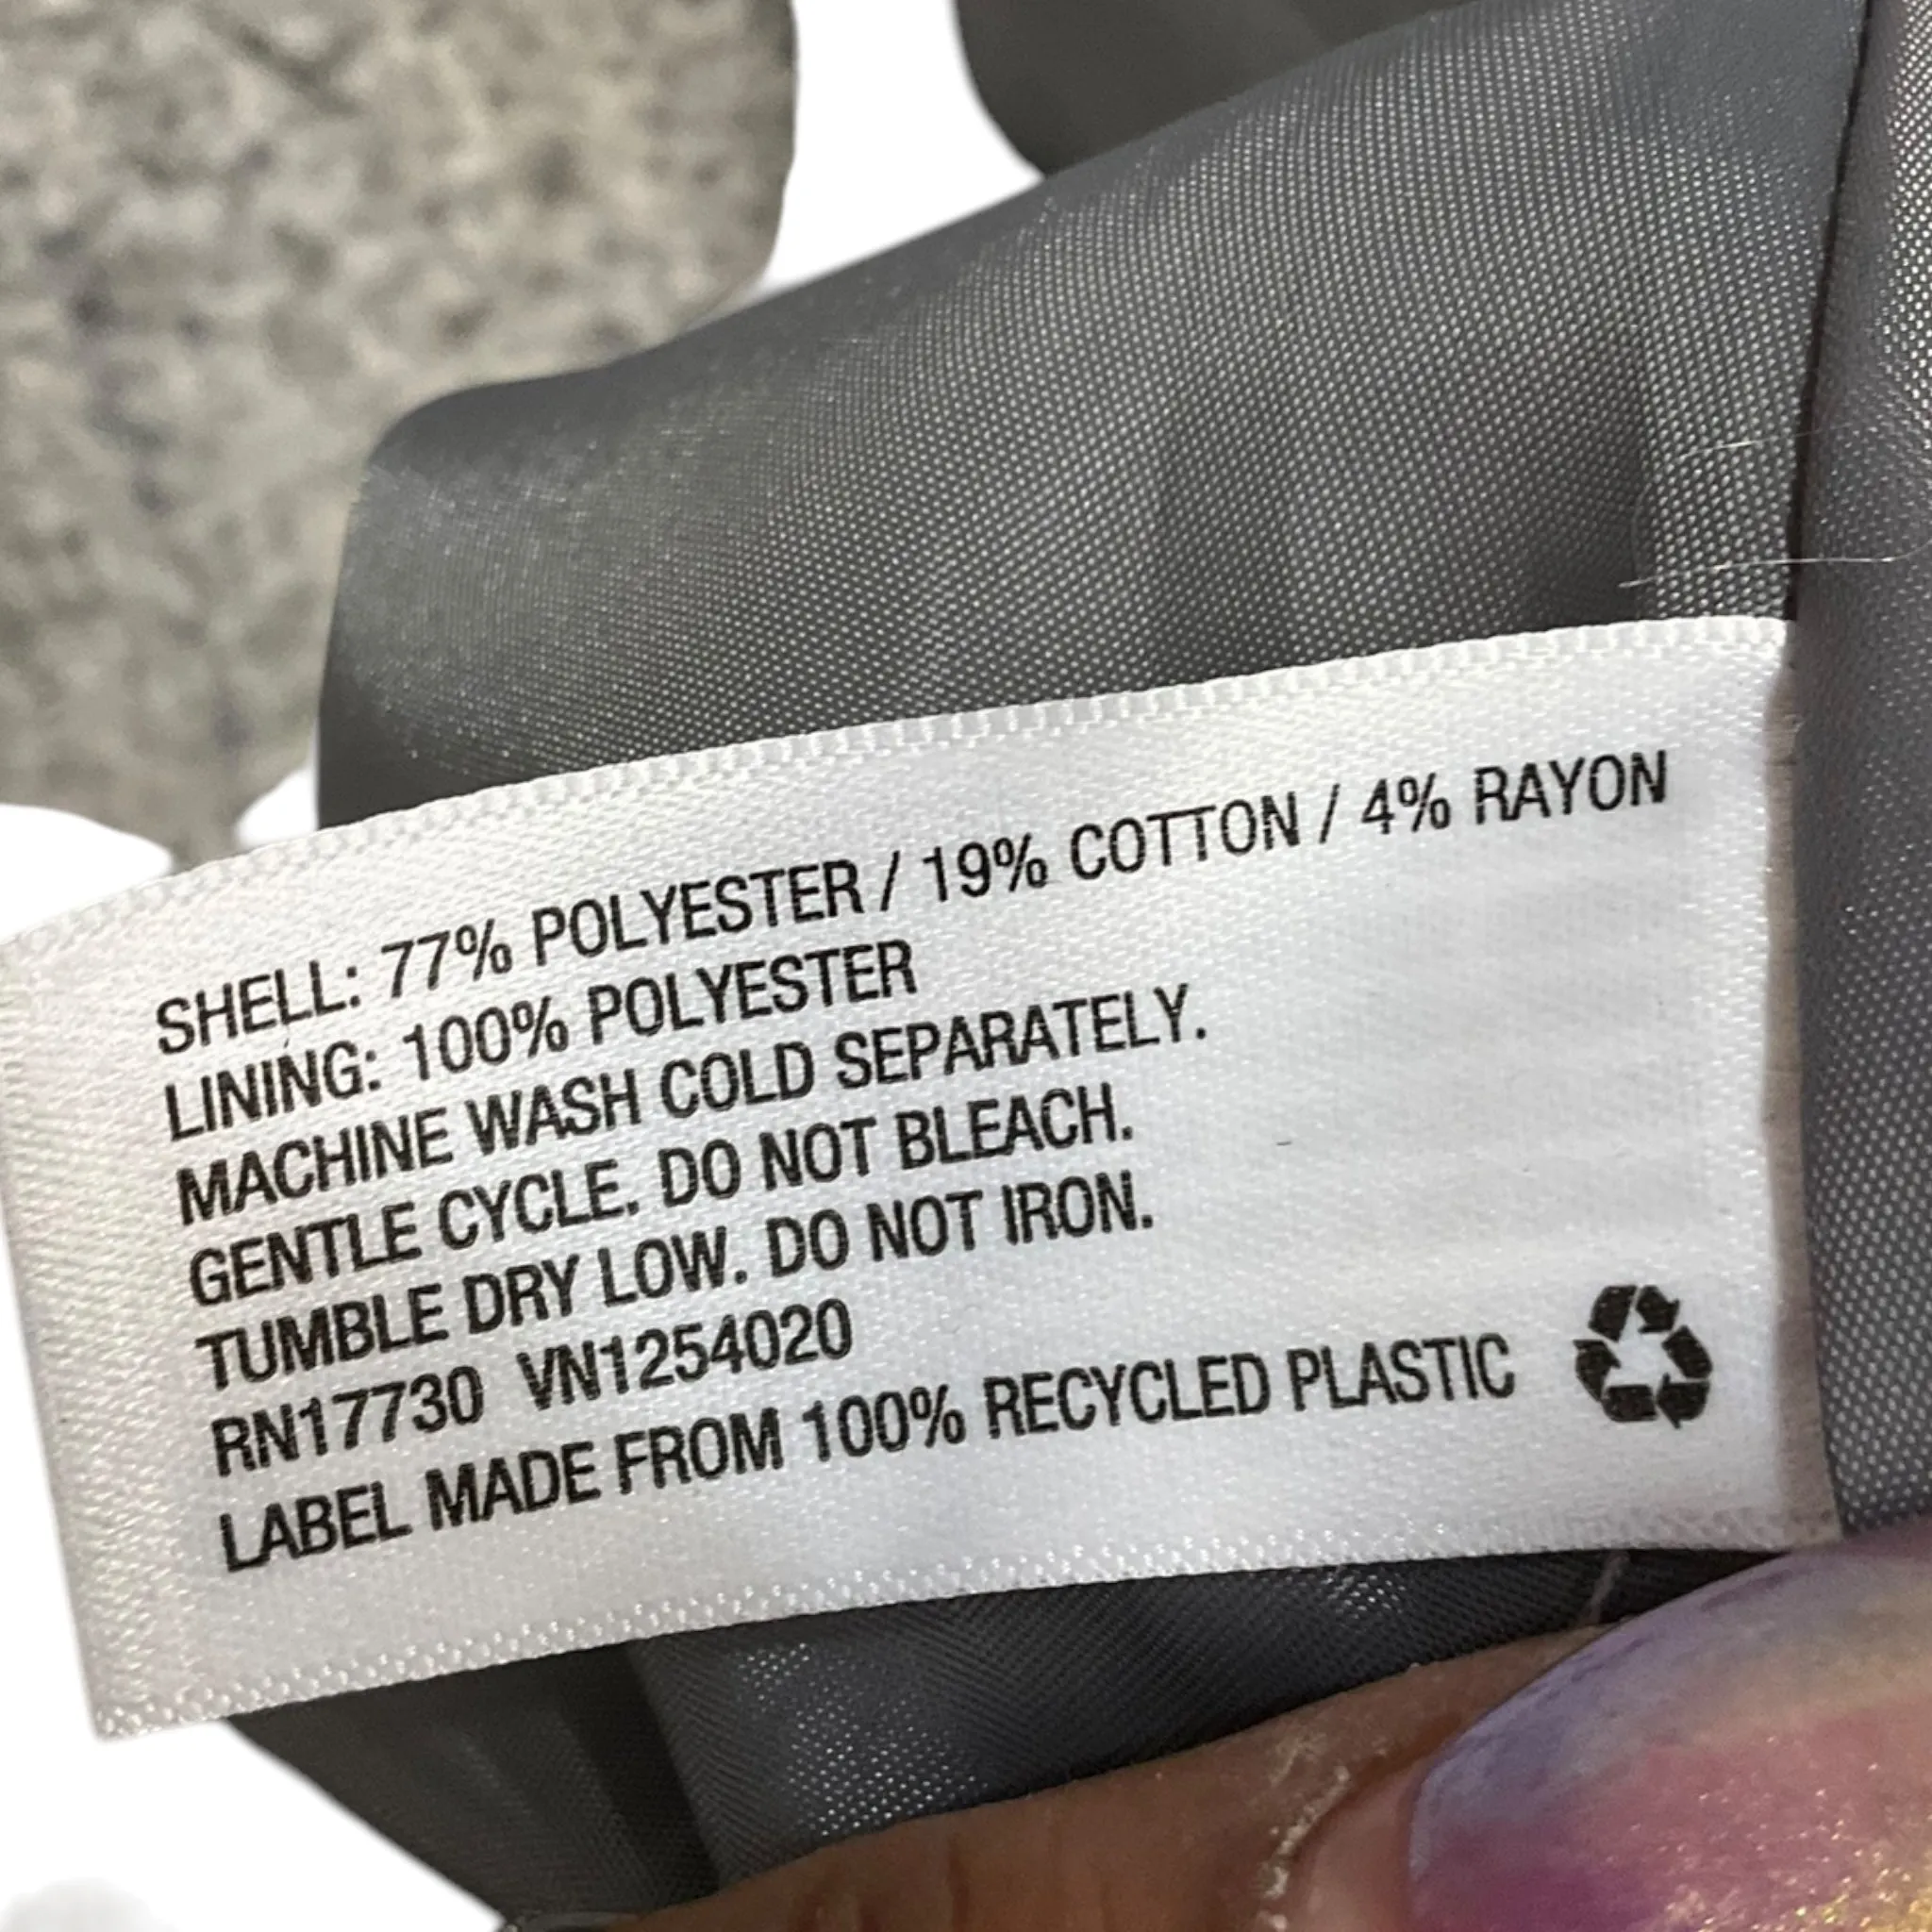 SHELL: 77% POLYESTER / 19% COTTON / 4% RAYON
LINING: 100% POLYESTER
MACHINE WASH COLD SEPARATELY.
GENTLE CYCLE. DO NOT BLEACH.
TUMBLE DRY LOW. DO NOT IRON.
RN17730 VN1254020
LABEL MADE FROM 100% RECYCLED PLASTIC